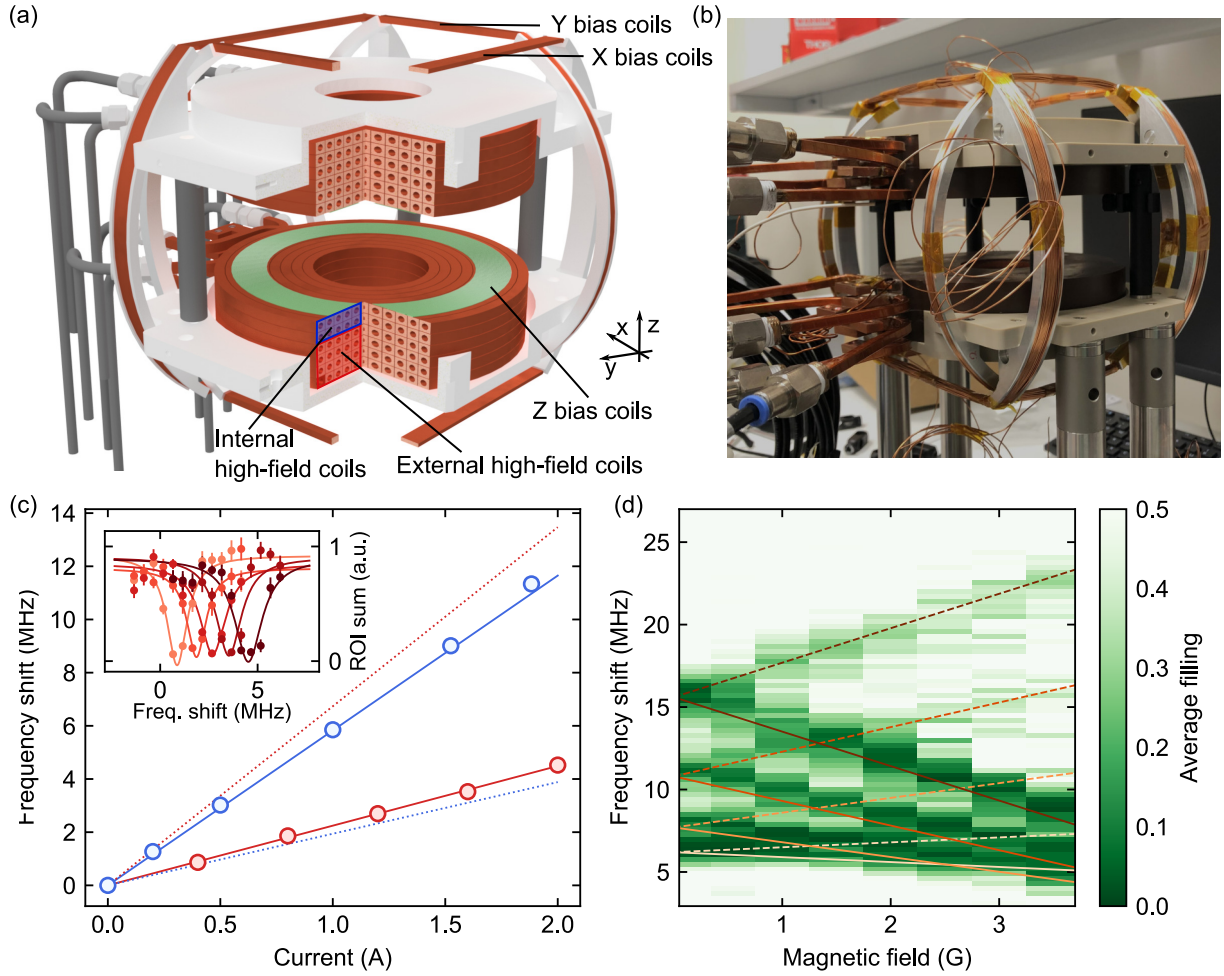 (a)
Y bias coils
X bias coils
x
z
y
Z bias coils
Internal
high-field coils
External high-field coils
(b)
(c)
14
12
10
8
6
4
2
0
Frequency shift (MHz)
0.0
0.5
1.0
1.5
2.0
Current (A)
1
0
ROI sum (a.u.)
0
5
Freq. shift (MHz)
(d)
25
20
15
10
5
Frequency shift (MHz)
1
2
3
Magnetic field (G)
0.5
0.4
0.3
0.2
0.1
0.0
Average filling